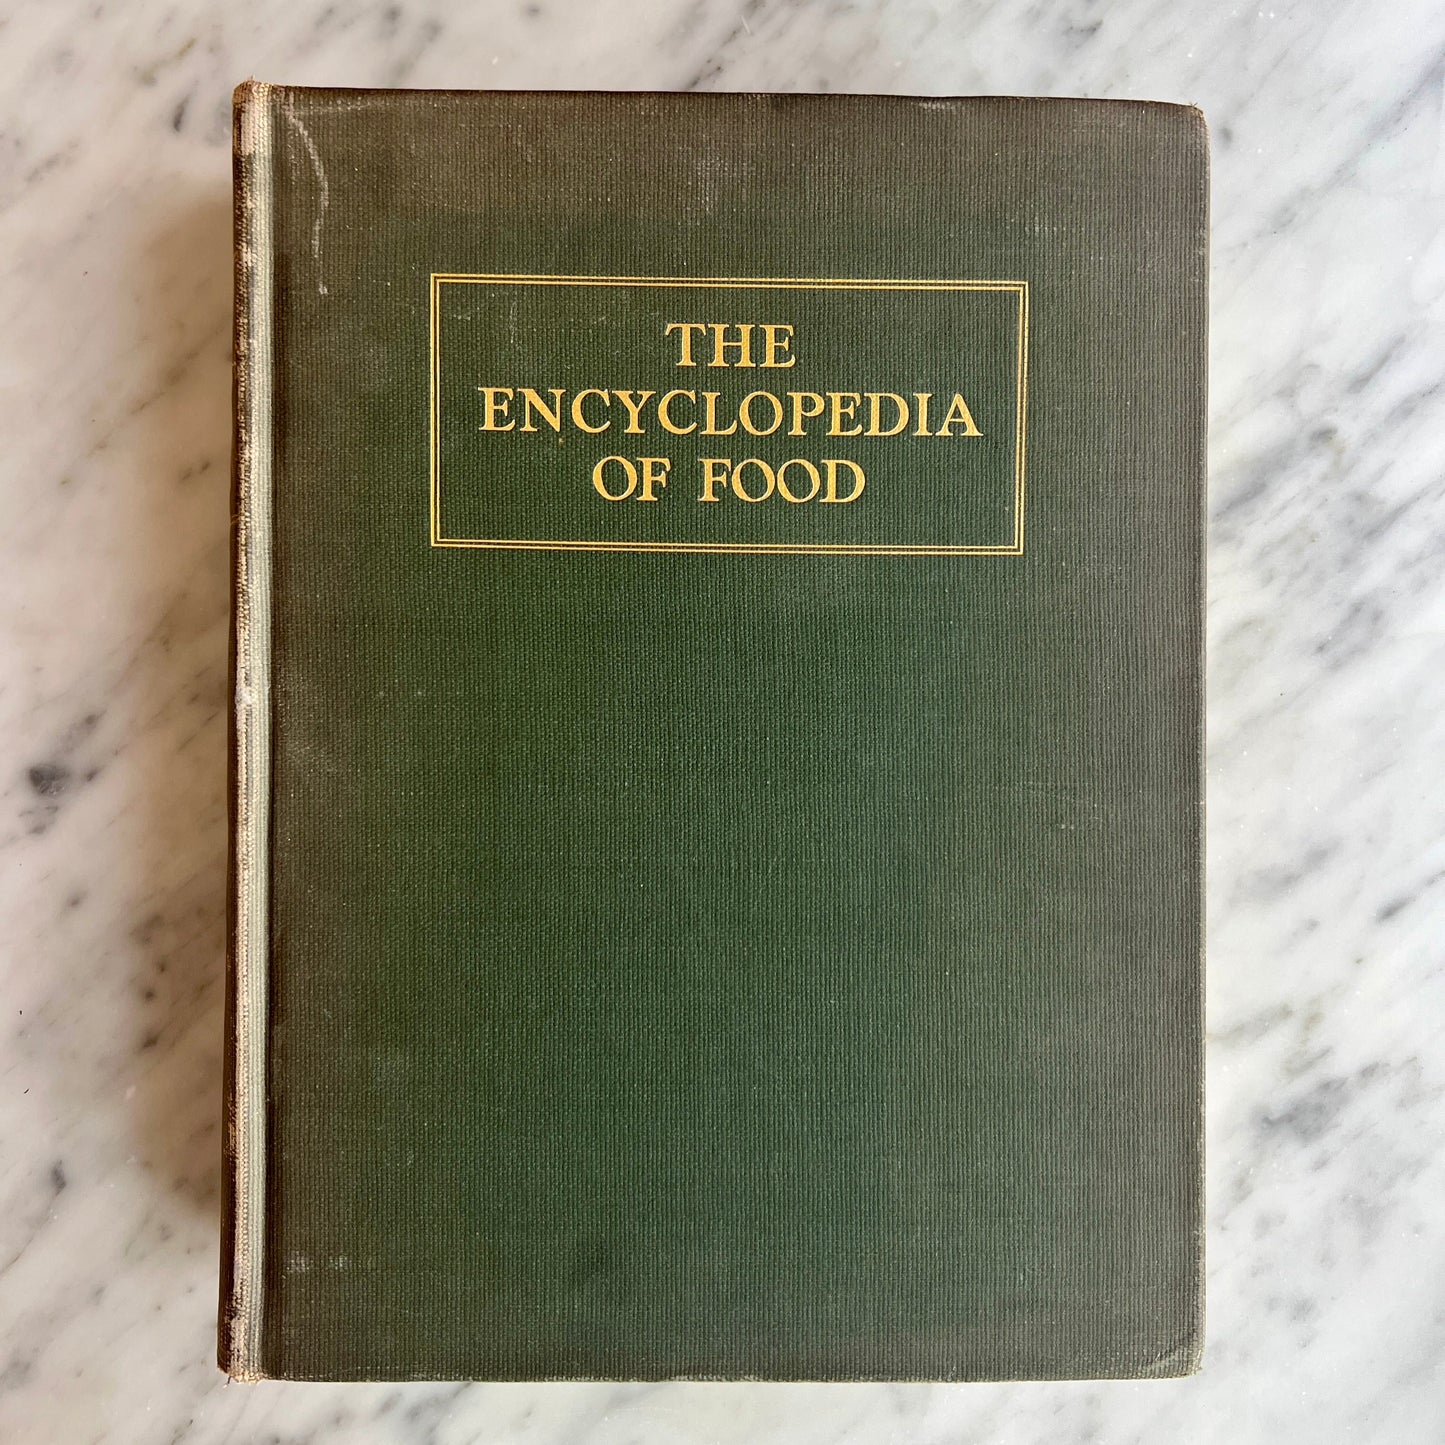 THE
ENCYCLOPEDIA
OF FOOD